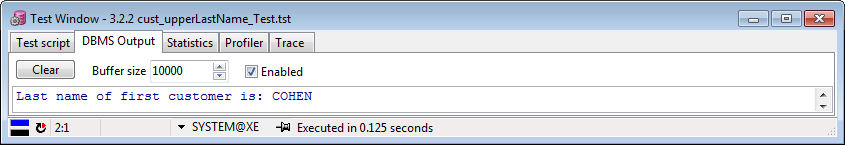 Test Window - 3.2.2 cust_upperLastName_Test.tst
Test script DBMS Output Statistics Profiler Trace
Clear Buffer size 10000 Enabled
Last name of first customer is: COHEN
2:1 SYSTEM@XE Executed in 0.125 seconds